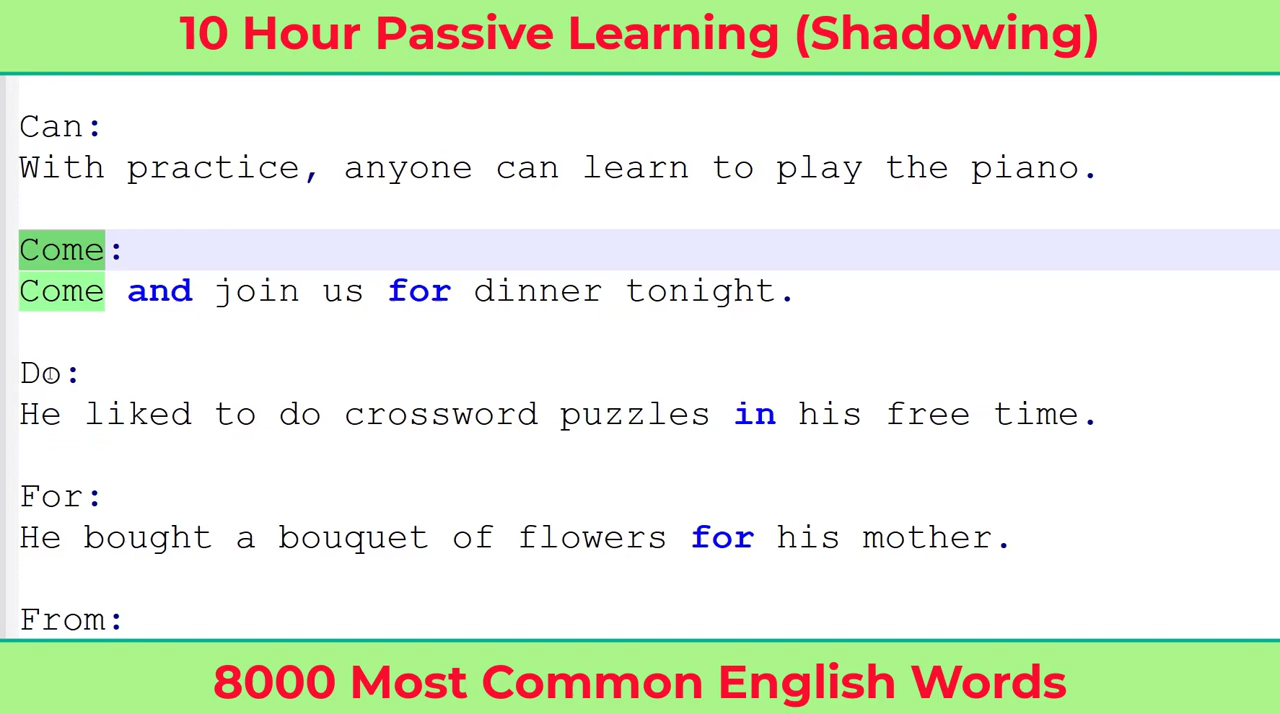 10 Hour Passive Learning (Shadowing)
Can:
With practice, anyone can learn to play the piano.
Come:
Come and join us for dinner tonight.
Do:
He liked to do crossword puzzles in his free time.
For:
He bought a bouquet of flowers for his mother.
From:
8000 Most Common English Words